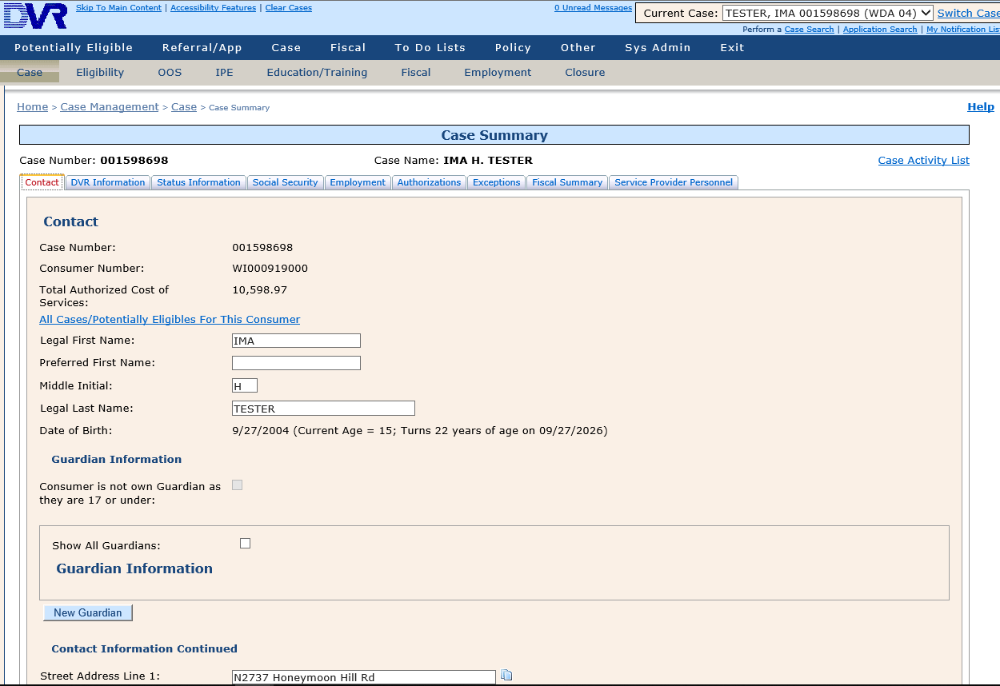 DVR
Skip To Main Content | Accessibility Features | Clear Cases
0 Unread Messages
Current Case: TESTER, IMA 001598698 (WDA 04) Switch Case
Perform a Case Search | Application Search | My Notification List
Potentially Eligible Referral/App Case Fiscal To Do Lists Policy Other Sys Admin Exit
Case Eligibility OOS IPE Education/Training Fiscal Employment Closure
Home > Case Management > Case > Case Summary
Help
Case Summary
Case Number: 001598698 Case Name: IMA H. TESTER Case Activity List
Contact DVR Information Status Information Social Security Employment Authorizations Exceptions Fiscal Summary Service Provider Personnel
Contact
Case Number: 001598698
Consumer Number: WI000919000
Total Authorized Cost of Services: 10,598.97
All Cases/Potentially Eligibles For This Consumer
Legal First Name: IMA
Preferred First Name:
Middle Initial: H
Legal Last Name: TESTER
Date of Birth: 9/27/2004 (Current Age = 15; Turns 22 years of age on 09/27/2026)
Guardian Information
Consumer is not own Guardian as
they are 17 or under:
Show All Guardians:
Guardian Information
New Guardian
Contact Information Continued
Street Address Line 1: N2737 Honeymoon Hill Rd